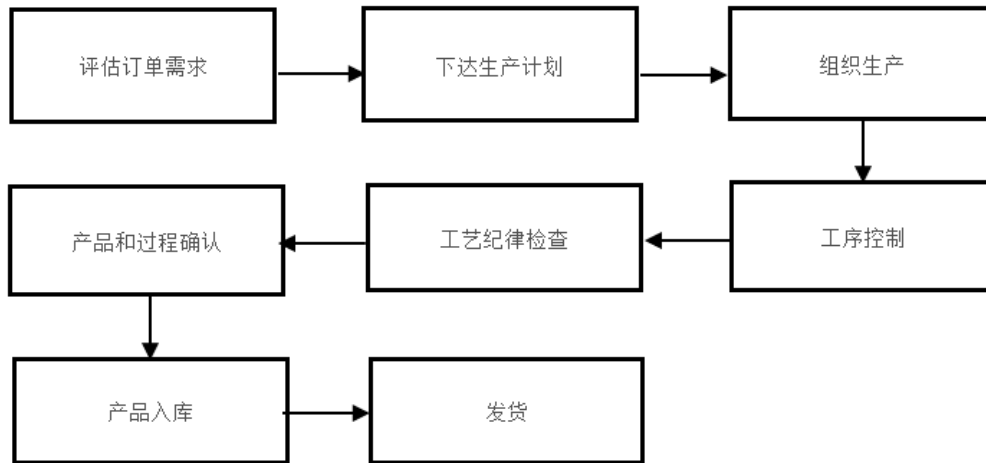 评估订单需求
下达生产计划
组织生产
工序控制
工艺纪律检查
产品和过程确认
产品入库
发货